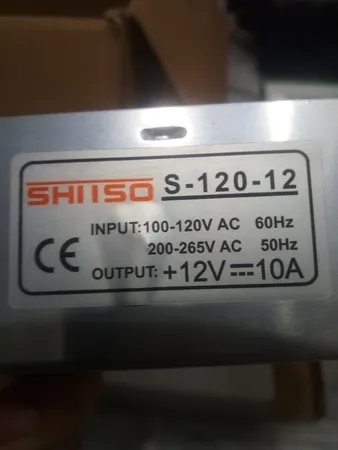 SHIISO S-120-12
INPUT:100-120V AC 60Hz
200-265V AC 50Hz
CE OUTPUT:+12V⎓10A